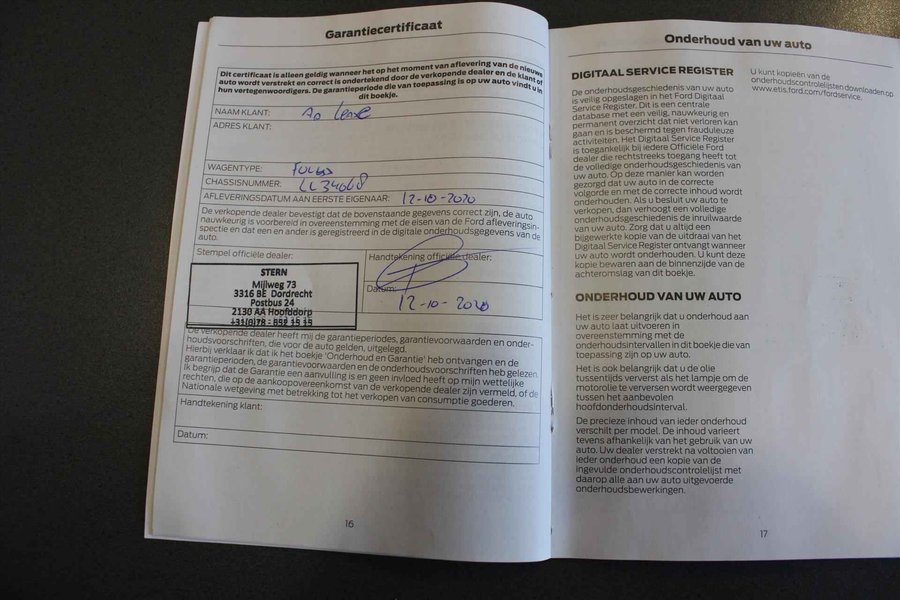 Garantiecertificaat
Dit certificaat is alleen geldig wanneer het op het moment van aflevering van de nieuwe
auto wordt verstrekt en correct is ondertekend door de verkopende dealer en de klant of
hun vertegenwoordigers. De garantieperiode die van toepassing is op uw auto vindt u in
dit boekje.
NAAM KLANT:
ADRES KLANT:
WAGENTYPE: Focus
CHASSISNUMMER: LL34668
AFLEVERINGSDATUM AAN EERSTE EIGENAAR: 12-10-2020
De verkopende dealer bevestigt dat de bovenstaande gegevens correct zijn, de auto
nauwkeurig is voorbereid in overeenstemming met de eisen van de Ford afleveringsin-
spectie en dat een en ander is geregistreerd in de digitale onderhoudsgegevens van de
auto.
Stempel officiële dealer:
STERN
Mijlweg 73
3316 BE Dordrecht
Postbus 24
2130 AA Hoofddorp
Handtekening officiële dealer:
Datum:
12-10-2020
De verkopende dealer heeft mij de garantieperiodes, garantievoorwaarden en onder-
houdsvoorschriften, die voor de auto gelden, uitgelegd.
Hierbij verklaar ik dat ik het boekje 'Onderhoud en Garantie' heb ontvangen en de
garantieperiodes, de garantievoorwaarden en de onderhoudsvoorschriften heb gelezen.
Ik begrijp dat de Garantie een aanvulling is en geen invloed heeft op mijn wettelijke
rechten, die op de aankoopovereenkomst van de verkopende dealer zijn vermeld, of de
Nationale wetgeving met betrekking tot het verkopen van consumptie goederen.
Handtekening klant:
Datum:
16
Onderhoud van uw auto
DIGITAAL SERVICE REGISTER
De onderhoudsgeschiedenis van uw auto
is veilig opgeslagen in het Ford Digitaal
Service Register. Dit is een centrale
database met een veilig, nauwkeurig en
permanent overzicht dat niet verloren kan
gaan en is beschermd tegen frauduleuze
activiteiten. Het Digitaal Service Register
is toegankelijk bij iedere Officiële Ford
dealer die rechtstreeks toegang heeft tot
de volledige onderhoudsgeschiedenis van
uw auto. Op deze manier kan worden
gezorgd dat uw auto in de correcte
volgorde en met de correcte inhoud wordt
onderhouden. Als u besluit uw auto te
verkopen, dan verhoogt een volledige
onderhoudsgeschiedenis de inruilwaarde
van uw auto. Zorg dat u altijd een
bijgewerkte kopie van de uitdraai van het
Digitaal Service Register ontvangt wanneer
uw auto wordt onderhouden. U kunt deze
kopie bewaren aan de binnenzijde van de
achteromslag van dit boekje.
ONDERHOUD VAN UW AUTO
Het is zeer belangrijk dat u onderhoud aan
uw auto laat uitvoeren in
overeenstemming met de
onderhoudsintervallen in dit boekje die van
toepassing zijn op uw auto.
Het is ook belangrijk dat u de olie
tussentijds ververst als het lampje om de
motorolie te verversen wordt weergegeven
tussen het aanbevolen
hoofdonderhoudsinterval.
De precieze inhoud van ieder onderhoud
verschilt per model. De inhoud varieert
tevens afhankelijk van het gebruik van uw
auto. Uw dealer verstrekt na voltooien van
ieder onderhoud een kopie van de
ingevulde onderhoudscontrolelijst met
daarop alle aan uw auto uitgevoerde
onderhoudsbewerkingen.
U kunt kopieën van de
onderhoudscontrolelijsten downloaden op
www.etis.ford.com/fordservice.
17